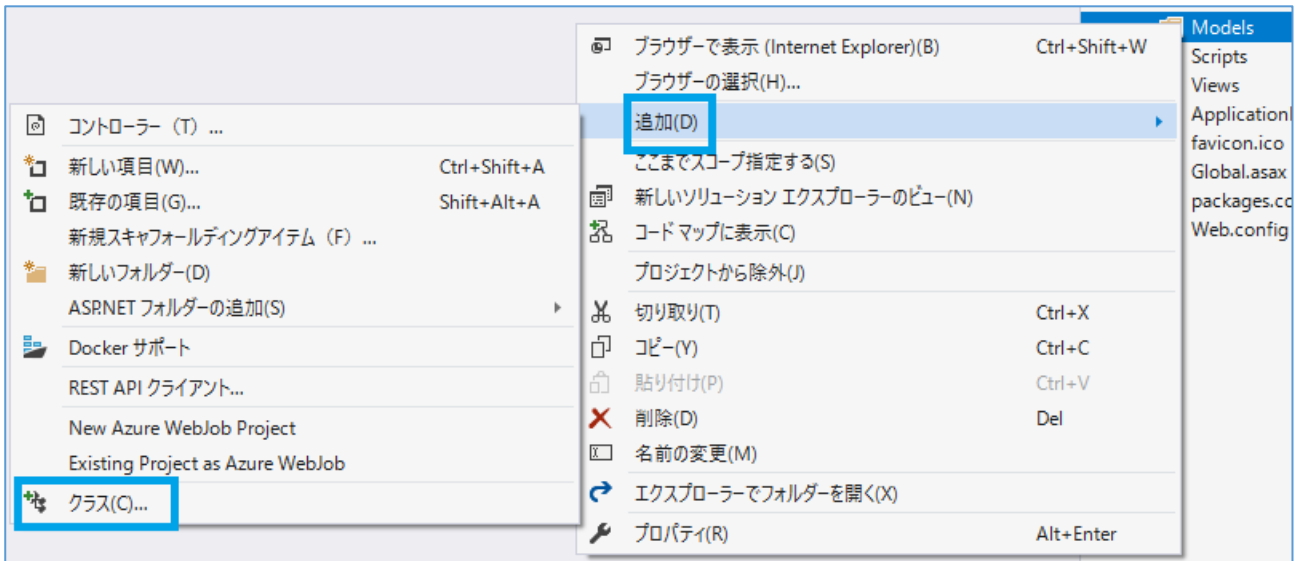 Models
Scripts
Views
Application
favicon.ico
Global.asax
packages.co
Web.config
ブラウザーで表示 (Internet Explorer)(B) Ctrl+Shift+W
ブラウザーの選択(H)...
追加(D)
ここまでスコープ指定する(S)
新しいソリューション エクスプローラーのビュー(N)
コード マップに表示(C)
プロジェクトから除外(J)
切り取り(T) Ctrl+X
コピー(Y) Ctrl+C
貼り付け(P) Ctrl+V
削除(D) Del
名前の変更(M)
エクスプローラーでフォルダーを開く(X)
プロパティ(R) Alt+Enter
コントローラー（T）...
新しい項目(W)... Ctrl+Shift+A
既存の項目(G)... Shift+Alt+A
新規スキャフォールディングアイテム（F）...
新しいフォルダー(D)
ASP.NET フォルダーの追加(S)
Docker サポート
REST API クライアント...
New Azure WebJob Project
Existing Project as Azure WebJob
クラス(C)...